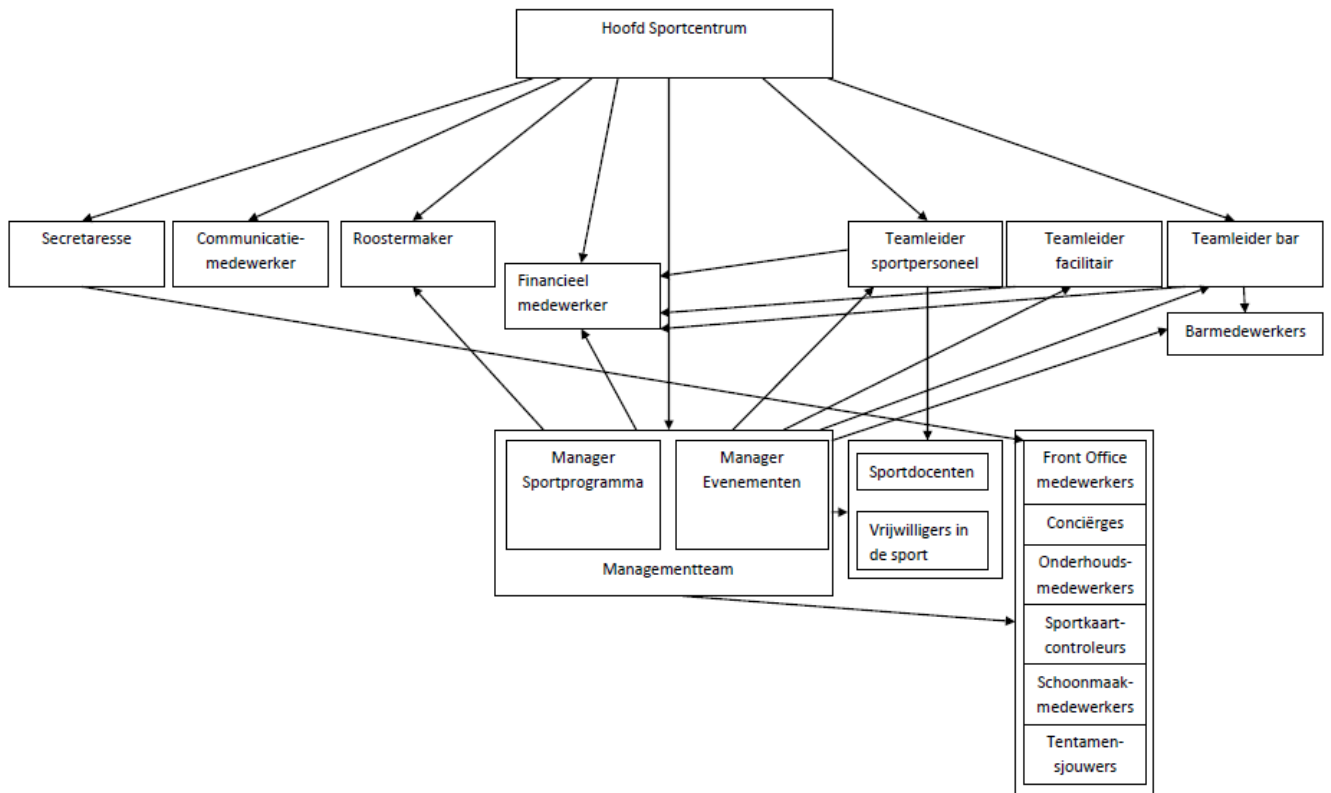 Hoofd Sportcentrum
Secretaresse
Communicatie-
medewerker
Roostermaker
Financieel
medewerker
Teamleider
sportpersoneel
Teamleider
facilitair
Teamleider bar
Barmedewerkers
Manager
Sportprogramma
Manager
Evenementen
Managementteam
Sportdocenten
Vrijwilligers in
de sport
Front Office
medewerkers
Conciërges
Onderhouds-
medewerkers
Sportkaart-
controleurs
Schoonmaak-
medewerkers
Tentamen-
sjouwers